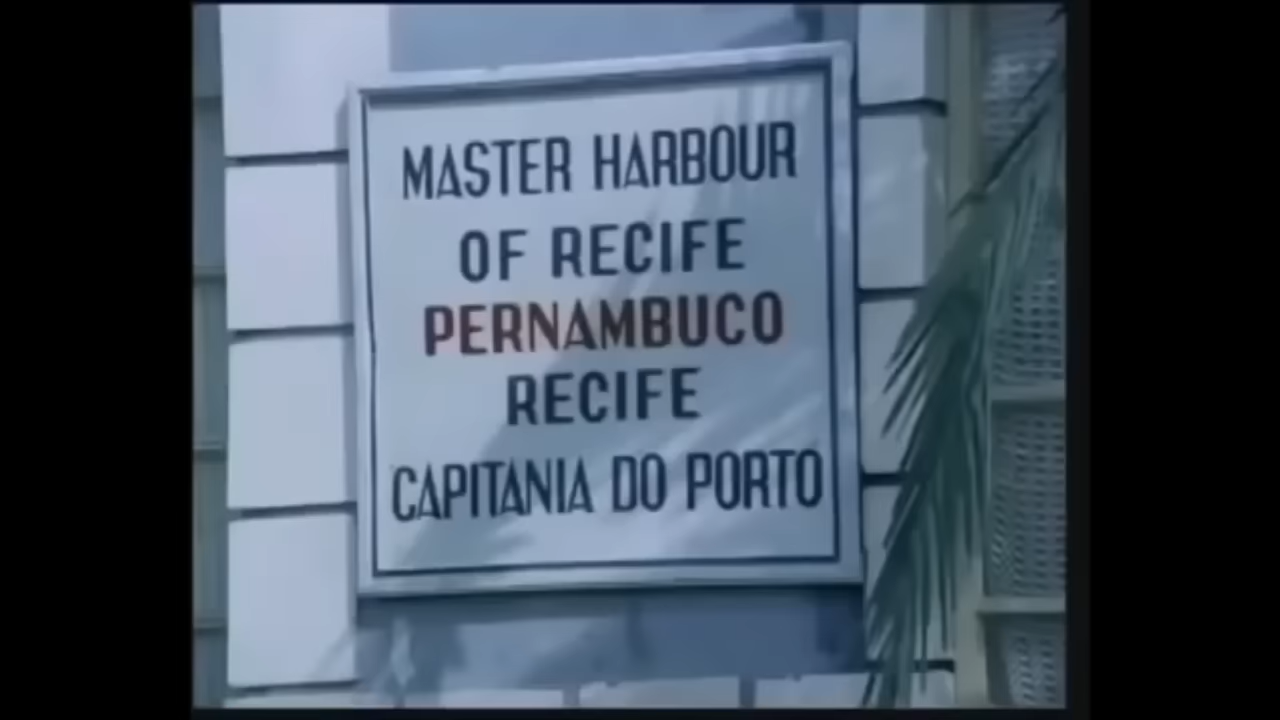 MASTER HARBOUR
OF RECIFE
PERNAMBUCO
RECIFE
CAPITANIA DO PORTO